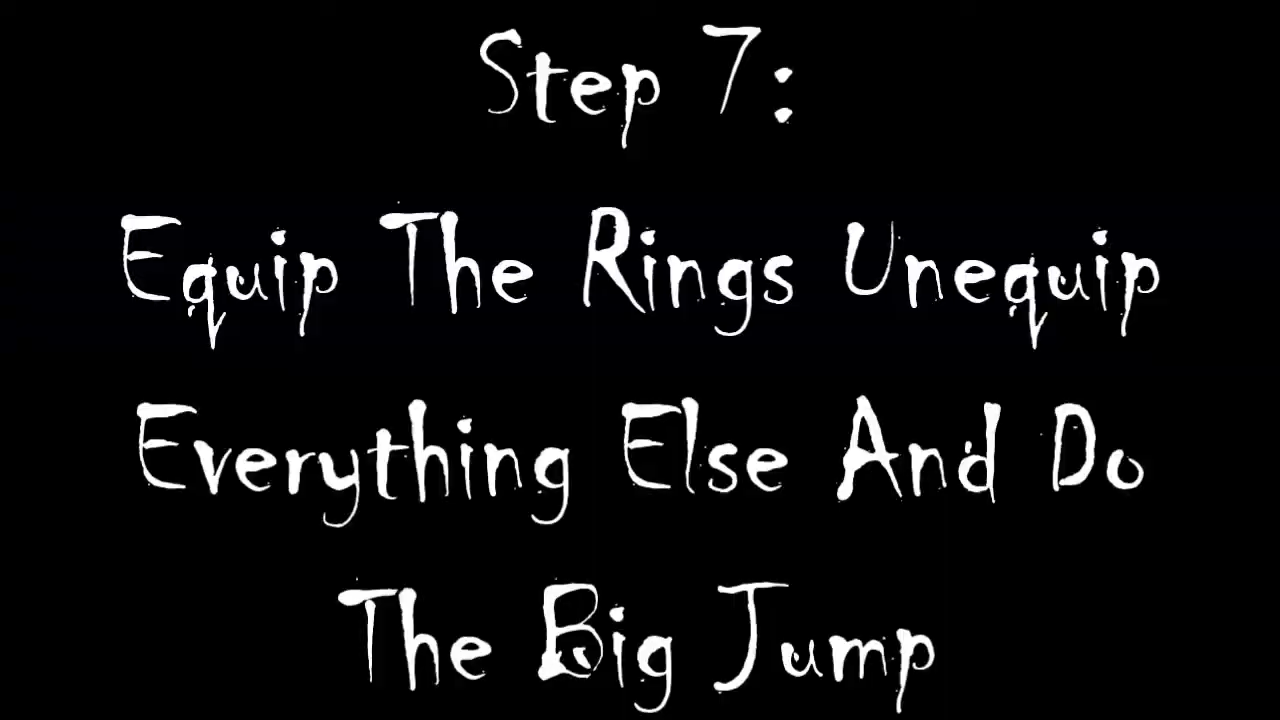 Step 7:
Equip The Rings Unequip
Everything Else And Do
The Big Jump